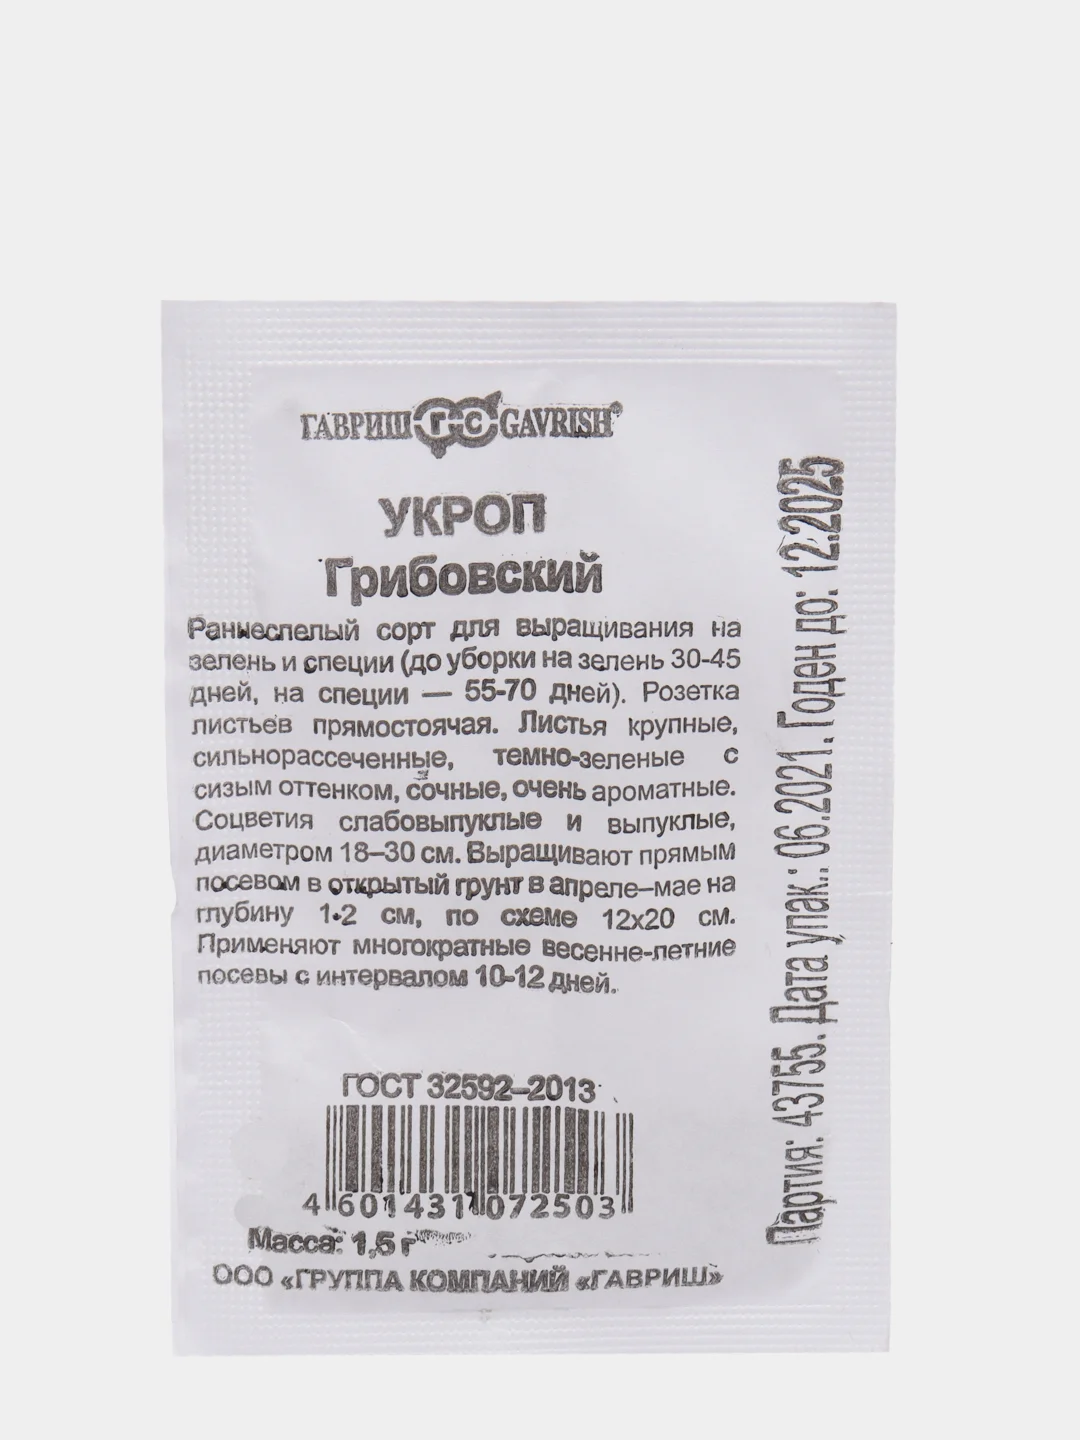 ГАВРИШ ГС GAVRISH®
УКРОП
Грибовский
Раннеспелый сорт для выращивания на
зелень и специи (до уборки на зелень 30-45
дней, на специи — 55-70 дней). Розетка
листьев прямостоячая. Листья крупные,
сильнорассеченные, темно-зеленые с
сизым оттенком, сочные, очень ароматные.
Соцветия слабовыпуклые и выпуклые,
диаметром 18–30 см. Выращивают прямым
посевом в открытый грунт в апреле–мае на
глубину 1-2 см, по схеме 12х20 см.
Применяют многократные весенне-летние
посевы с интервалом 10-12 дней.
ГОСТ 32592–2013
4 601431 072503
Масса: 1,5 г
ООО «ГРУППА КОМПАНИЙ «ГАВРИШ»
Партия: 43755. Дата упак.: 06.2021. Годен до: 12.2025